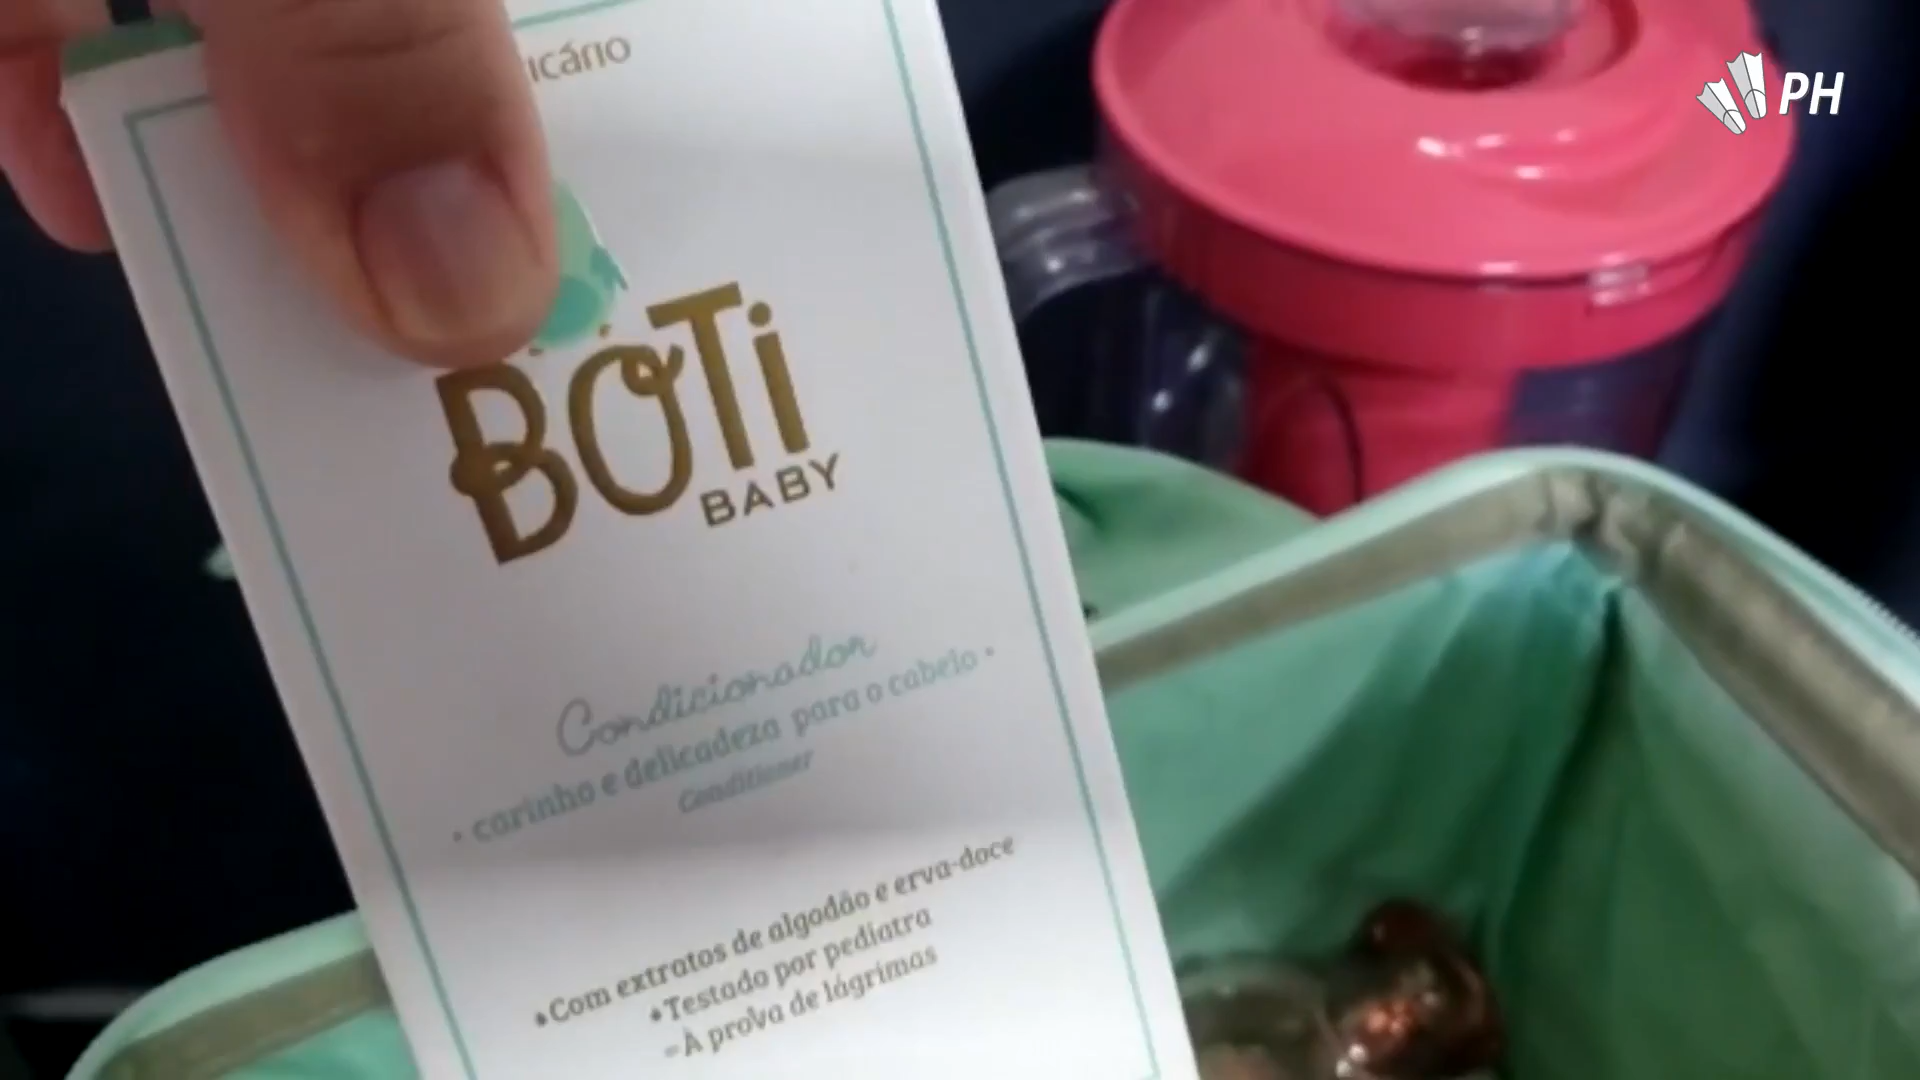 icário
PH
BOTi
BABY
Condicionador
• carinho e delicadeza para o cabelo •
Conditioner
•Com extratos de algodão e erva-doce
•Testado por pediatra
-À prova de lágrimas